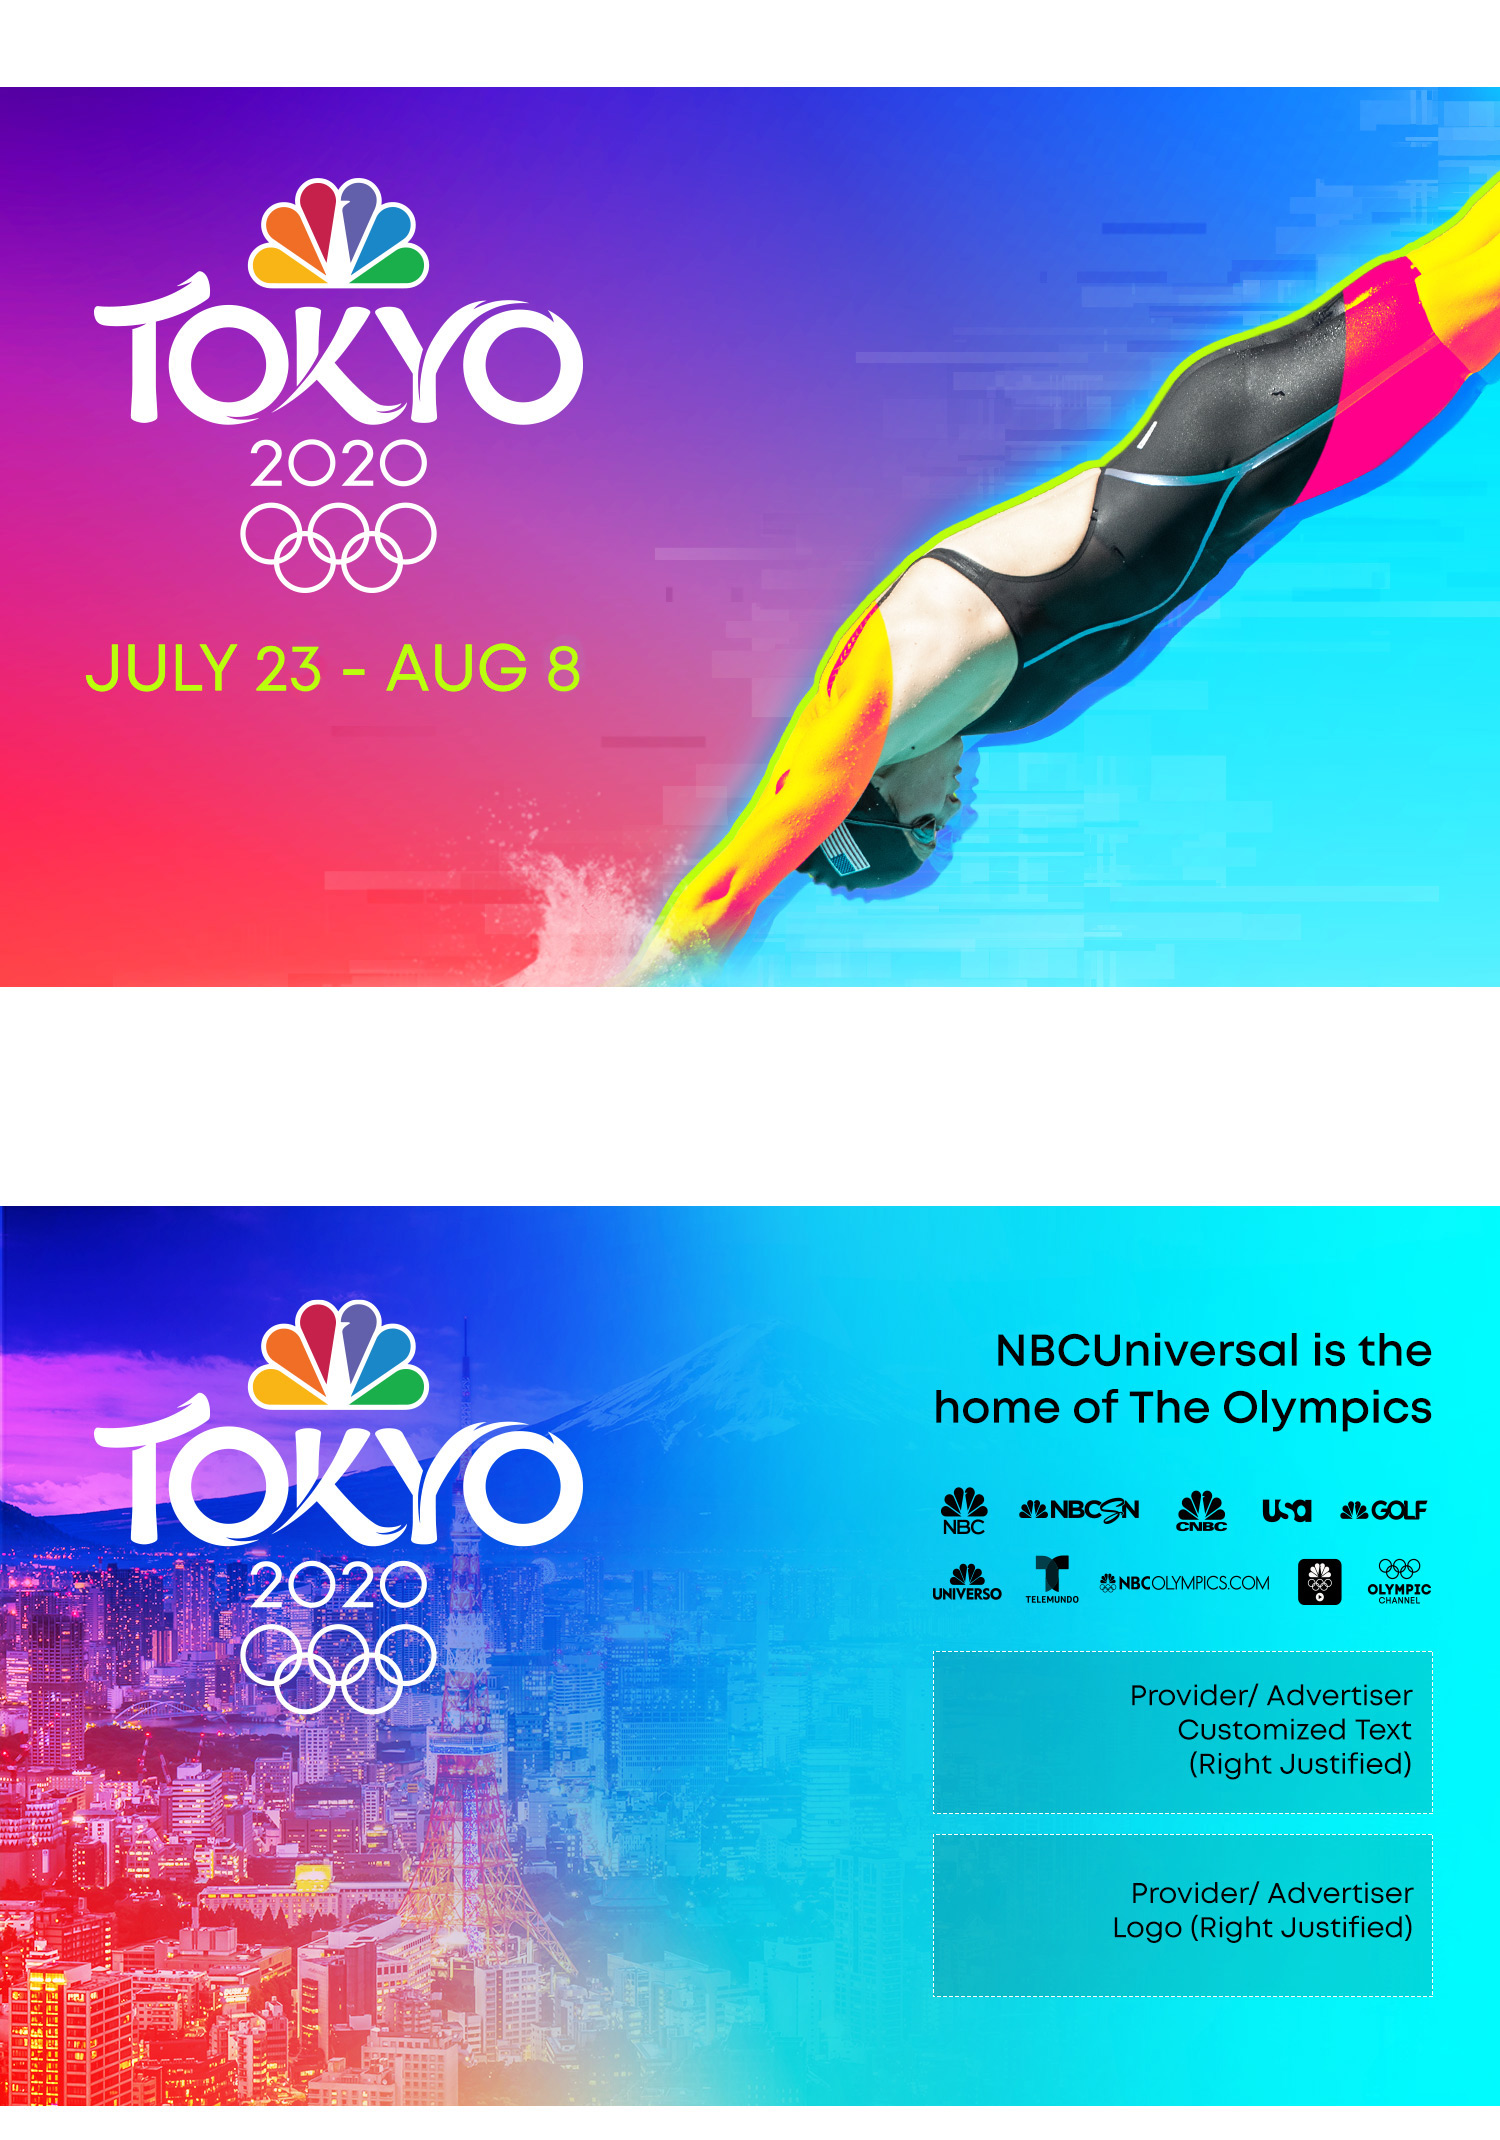 TOKYO
2020
JULY 23 - AUG 8
TOKYO
2020
NBCUniversal is the
home of The Olympics
NBC NBCSN CNBC USA GOLF
UNIVERSO TELEMUNDO NBCOLYMPICS.COM OLYMPIC CHANNEL
Provider/ Advertiser
Customized Text
(Right Justified)
Provider/ Advertiser
Logo (Right Justified)